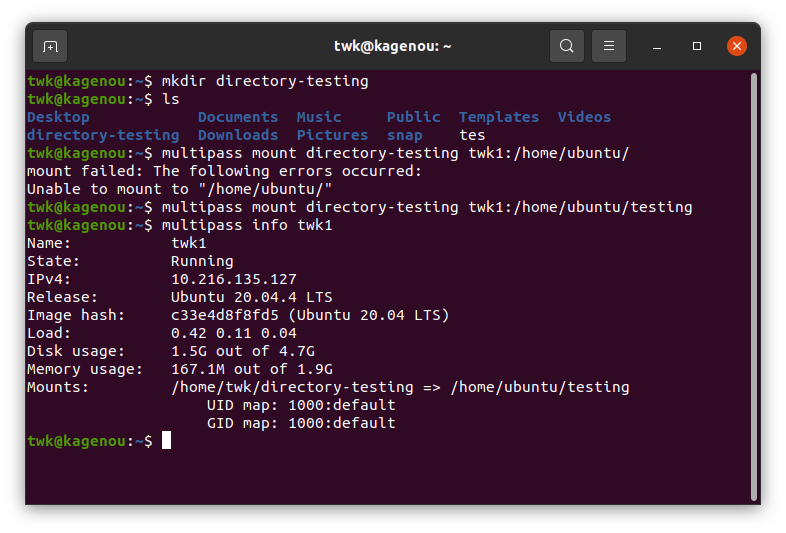 twk@kagenou: ~
twk@kagenou:~$ mkdir directory-testing
twk@kagenou:~$ ls
Desktop            Documents  Music     Public  Templates  Videos
directory-testing  Downloads  Pictures  snap    tes
twk@kagenou:~$ multipass mount directory-testing twk1:/home/ubuntu/
mount failed: The following errors occurred:
Unable to mount to "/home/ubuntu/"
twk@kagenou:~$ multipass mount directory-testing twk1:/home/ubuntu/testing
twk@kagenou:~$ multipass info twk1
Name:           twk1
State:          Running
IPv4:           10.216.135.127
Release:        Ubuntu 20.04.4 LTS
Image hash:     c33e4d8f8fd5 (Ubuntu 20.04 LTS)
Load:           0.42 0.11 0.04
Disk usage:     1.5G out of 4.7G
Memory usage:   167.1M out of 1.9G
Mounts:         /home/twk/directory-testing => /home/ubuntu/testing
                    UID map: 1000:default
                    GID map: 1000:default
twk@kagenou:~$